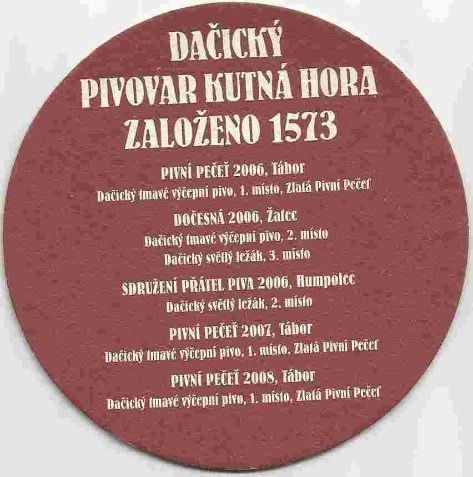 DAČICKÝ
PIVOVAR KUTNÁ HORA
ZALOŽENO 1573
PIVNÍ PEČEŤ 2006, Tábor
Dačický tmavé výčepní pivo, 1. místo, Zlatá Pivní Pečeť
DOČESNÁ 2006, Žatec
Dačický tmavé výčepní pivo, 2. místo
Dačický světlý ležák, 3. místo
SDRUŽENÍ PŘÁTEL PIVA 2006, Humpolec
Dačický světlý ležák, 2. místo
PIVNÍ PEČEŤ 2007, Tábor
Dačický tmavé výčepní pivo, 1. místo, Zlatá Pivní Pečeť
PIVNÍ PEČEŤ 2008, Tábor
Dačický tmavé výčepní pivo, 1. místo, Zlatá Pivní Pečeť